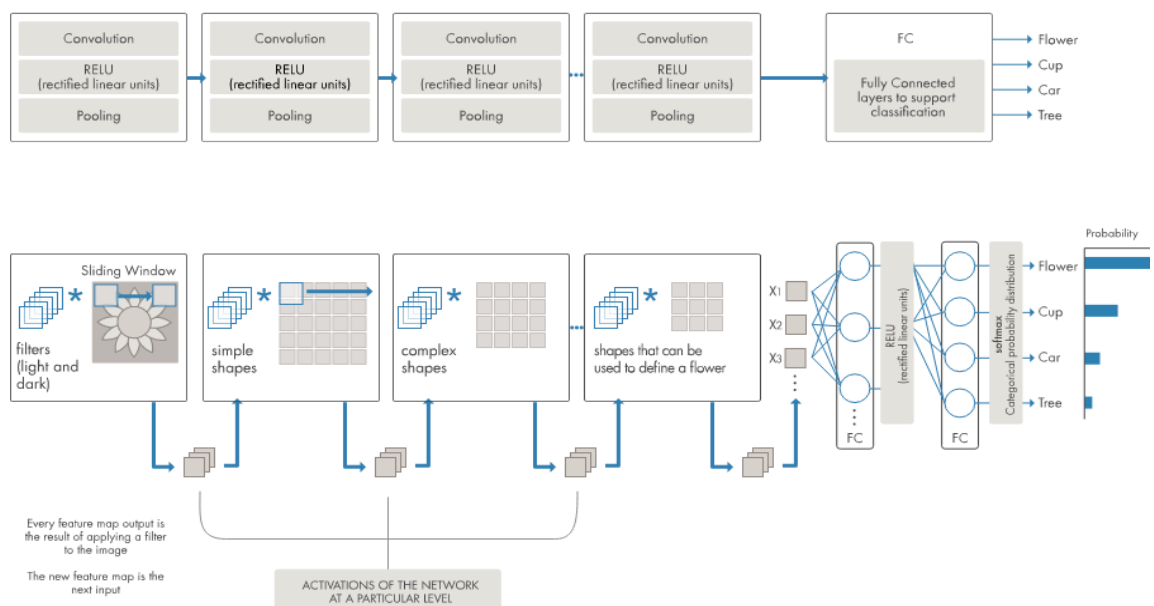 Convolution
RELU
(rectified linear units)
Pooling
Convolution
RELU
(rectified linear units)
Pooling
Convolution
RELU
(rectified linear units)
Pooling
Convolution
RELU
(rectified linear units)
Pooling
FC
Fully Connected
layers to support
classification
Flower
Cup
Car
Tree
Sliding Window
*
filters
(light and
dark)
*
simple
shapes
*
complex
shapes
*
shapes that can be
used to define a flower
X1
X2
X3
FC
RELU
(rectified linear units)
FC
softmax
Categorical probability distribution
Probability
Flower
Cup
Car
Tree
Every feature map output is
the result of applying a filter
to the image
The new feature map is the
next input
ACTIVATIONS OF THE NETWORK
AT A PARTICULAR LEVEL